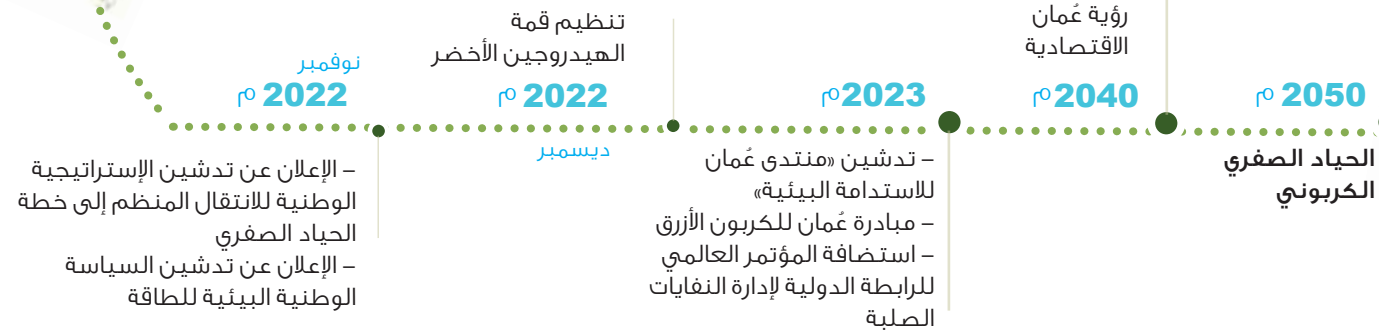 نوفمبر
2022 م
– الإعلان عن تدشين الإستراتيجية
الوطنية للانتقال المنظم إلى خطة
الحياد الصفري
– الإعلان عن تدشين السياسة
الوطنية البيئية للطاقة
تنظيم قمة
الهيدروجين الأخضر
2022 م
ديسمبر
2023م
– تدشين «منتدى عُمان
للاستدامة البيئية»
– مبادرة عُمان للكربون الأزرق
– استضافة المؤتمر العالمي
للرابطة الدولية لإدارة النفايات
الصلبة
رؤية عُمان
الاقتصادية
2040م
2050 م
الحياد الصفري
الكربوني